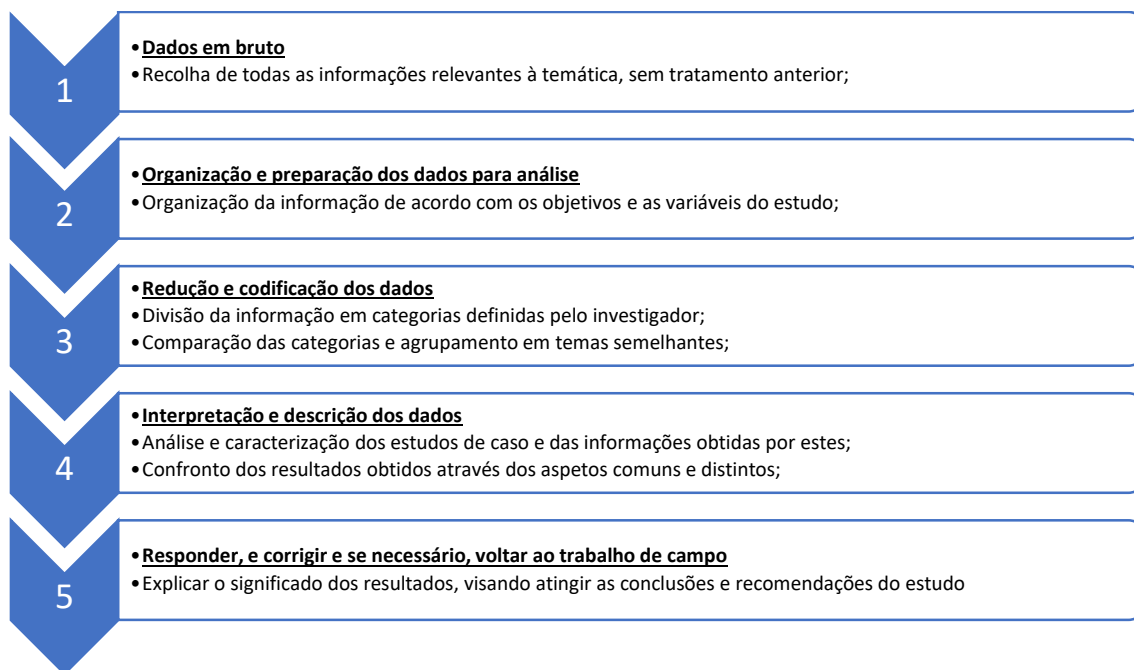 1
•Dados em bruto
•Recolha de todas as informações relevantes à temática, sem tratamento anterior;
2
•Organização e preparação dos dados para análise
•Organização da informação de acordo com os objetivos e as variáveis do estudo;
3
•Redução e codificação dos dados
•Divisão da informação em categorias definidas pelo investigador;
•Comparação das categorias e agrupamento em temas semelhantes;
4
•Interpretação e descrição dos dados
•Análise e caracterização dos estudos de caso e das informações obtidas por estes;
•Confronto dos resultados obtidos através dos aspetos comuns e distintos;
5
•Responder, e corrigir e se necessário, voltar ao trabalho de campo
•Explicar o significado dos resultados, visando atingir as conclusões e recomendações do estudo